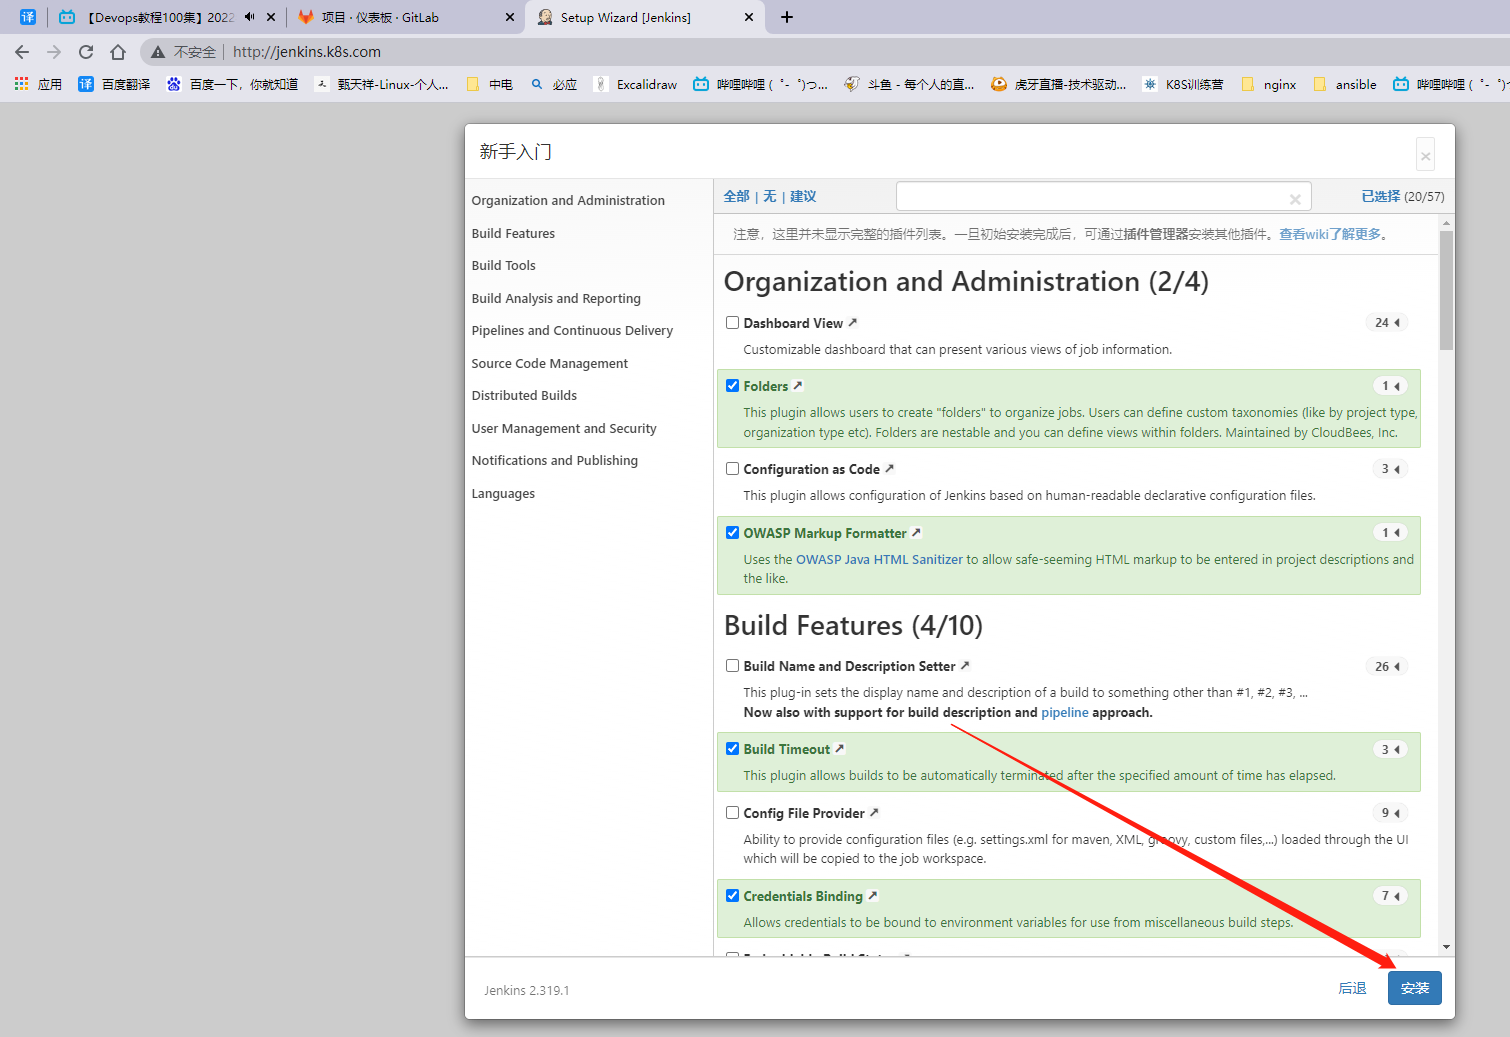 译
【Devops教程100集】2022
项目 · 仪表板 · GitLab
Setup Wizard [Jenkins]
不安全 | http://jenkins.k8s.com
应用
译 百度翻译
百度一下，你就知道
甄天祥-Linux-个人...
中电
必应
Excalidraw
哔哩哔哩 (゜-゜)つ...
斗鱼 - 每个人的直...
虎牙直播-技术驱动...
K8S训练营
nginx
ansible
哔哩哔哩 (゜-゜)
新手入门
Organization and Administration
Build Features
Build Tools
Build Analysis and Reporting
Pipelines and Continuous Delivery
Source Code Management
Distributed Builds
User Management and Security
Notifications and Publishing
Languages
全部 | 无 | 建议
已选择 (20/57)
注意，这里并未显示完整的插件列表。一旦初始安装完成后，可通过插件管理器安装其他插件。查看wiki了解更多。
Organization and Administration (2/4)
Dashboard View
24
Customizable dashboard that can present various views of job information.
Folders
1
This plugin allows users to create "folders" to organize jobs. Users can define custom taxonomies (like by project type,
organization type etc). Folders are nestable and you can define views within folders. Maintained by CloudBees, Inc.
Configuration as Code
3
This plugin allows configuration of Jenkins based on human-readable declarative configuration files.
OWASP Markup Formatter
1
Uses the OWASP Java HTML Sanitizer to allow safe-seeming HTML markup to be entered in project descriptions and
the like.
Build Features (4/10)
Build Name and Description Setter
26
This plug-in sets the display name and description of a build to something other than #1, #2, #3, ...
Now also with support for build description and pipeline approach.
Build Timeout
3
This plugin allows builds to be automatically terminated after the specified amount of time has elapsed.
Config File Provider
9
Ability to provide configuration files (e.g. settings.xml for maven, XML, groovy, custom files,...) loaded through the UI
which will be copied to the job workspace.
Credentials Binding
7
Allows credentials to be bound to environment variables for use from miscellaneous build steps.
Jenkins 2.319.1
后退
安装